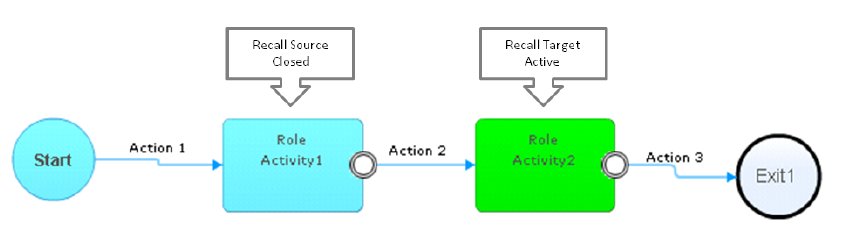 Recall Source
Closed
Recall Target
Active
Start
Action 1
Role
Activity1
Action 2
Role
Activity2
Action 3
Exit1